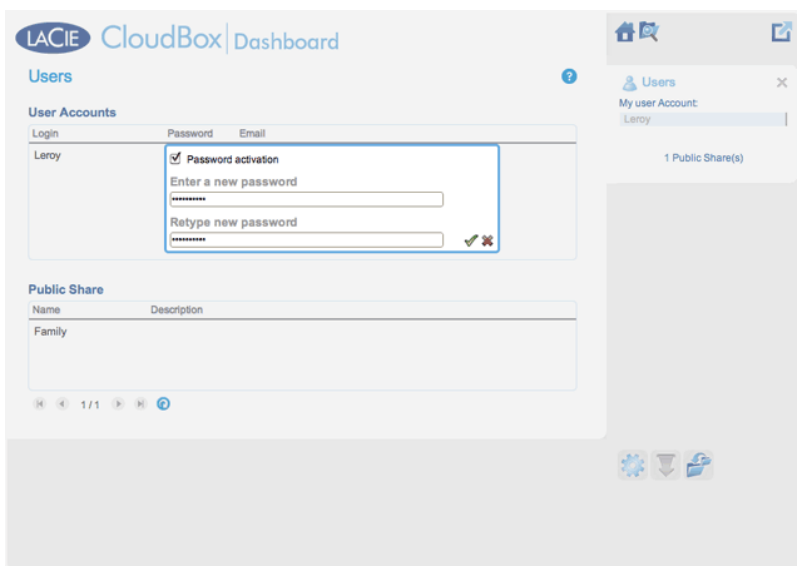 LACIE CloudBox Dashboard
Users
?
User Accounts
Login Password Email
Leroy
Password activation
Enter a new password
••••••••••
Retype new password
••••••••••
Public Share
Name Description
Family
1 / 1
Users
My user Account:
Leroy
1 Public Share(s)